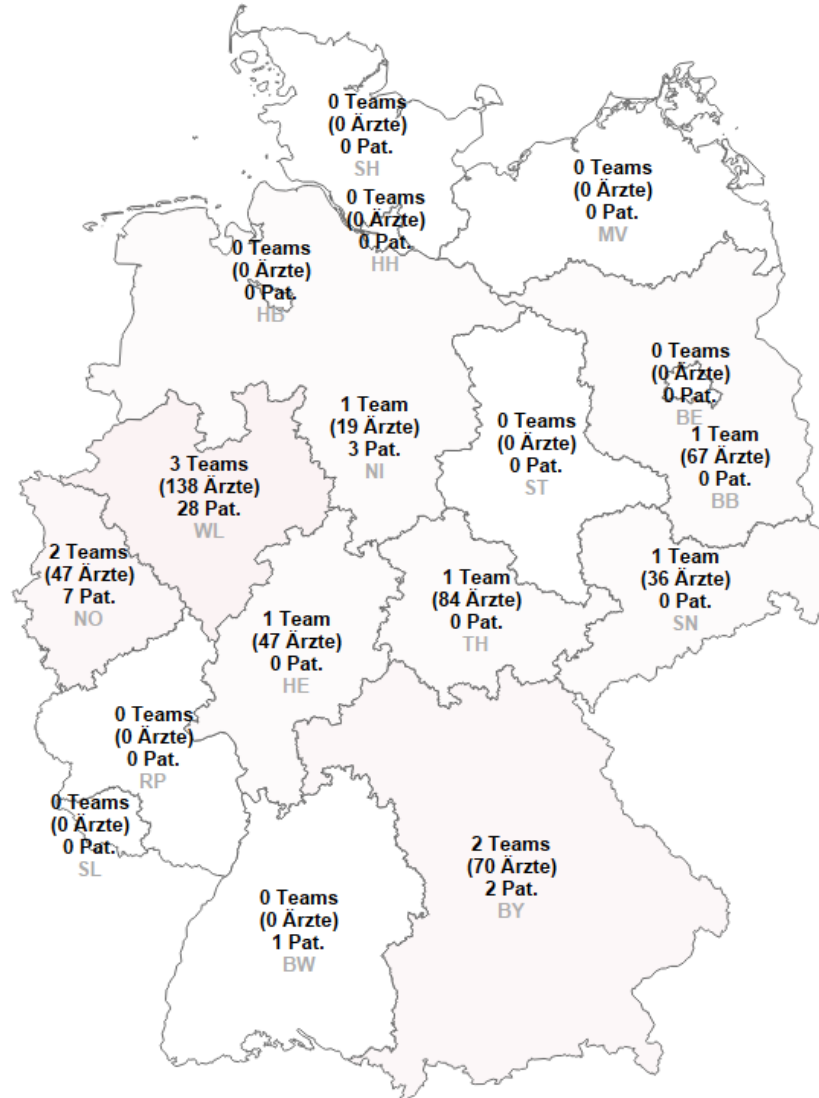 0 Teams
(0 Ärzte)
0 Pat.
SH
0 Teams
(0 Ärzte)
0 Pat.
MV
0 Teams
(0 Ärzte)
0 Pat.
HH
0 Teams
(0 Ärzte)
0 Pat.
HB
0 Teams
(0 Ärzte)
0 Pat.
BE
1 Team
(19 Ärzte)
3 Pat.
NI
0 Teams
(0 Ärzte)
0 Pat.
ST
1 Team
(67 Ärzte)
0 Pat.
BB
3 Teams
(138 Ärzte)
28 Pat.
WL
2 Teams
(47 Ärzte)
7 Pat.
NO
1 Team
(47 Ärzte)
0 Pat.
HE
1 Team
(84 Ärzte)
0 Pat.
TH
1 Team
(36 Ärzte)
0 Pat.
SN
0 Teams
(0 Ärzte)
0 Pat.
RP
0 Teams
(0 Ärzte)
0 Pat.
SL
0 Teams
(0 Ärzte)
1 Pat.
BW
2 Teams
(70 Ärzte)
2 Pat.
BY